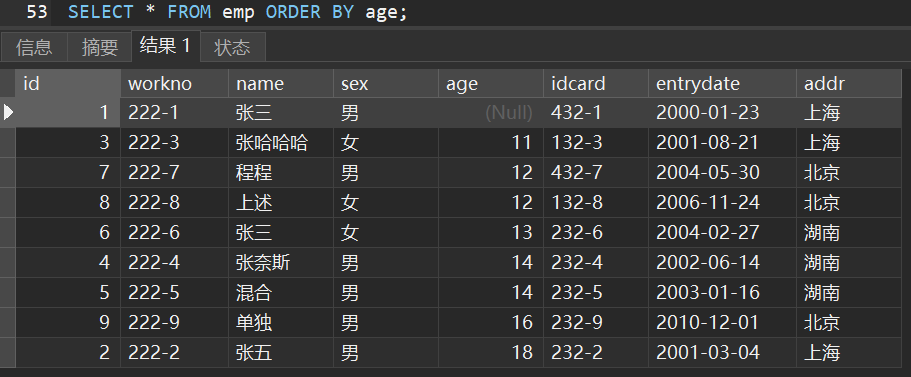 53 SELECT * FROM emp ORDER BY age;
信息 摘要 结果 1 状态
id workno name sex age idcard entrydate addr
1 222-1 张三 男 (Null) 432-1 2000-01-23 上海
3 222-3 张哈哈哈 女 11 132-3 2001-08-21 上海
7 222-7 程程 男 12 432-7 2004-05-30 北京
8 222-8 上述 女 12 132-8 2006-11-24 北京
6 222-6 张三 女 13 232-6 2004-02-27 湖南
4 222-4 张奈斯 男 14 232-4 2002-06-14 湖南
5 222-5 混合 男 14 232-5 2003-01-16 湖南
9 222-9 单独 男 16 232-9 2010-12-01 北京
2 222-2 张五 男 18 232-2 2001-03-04 上海